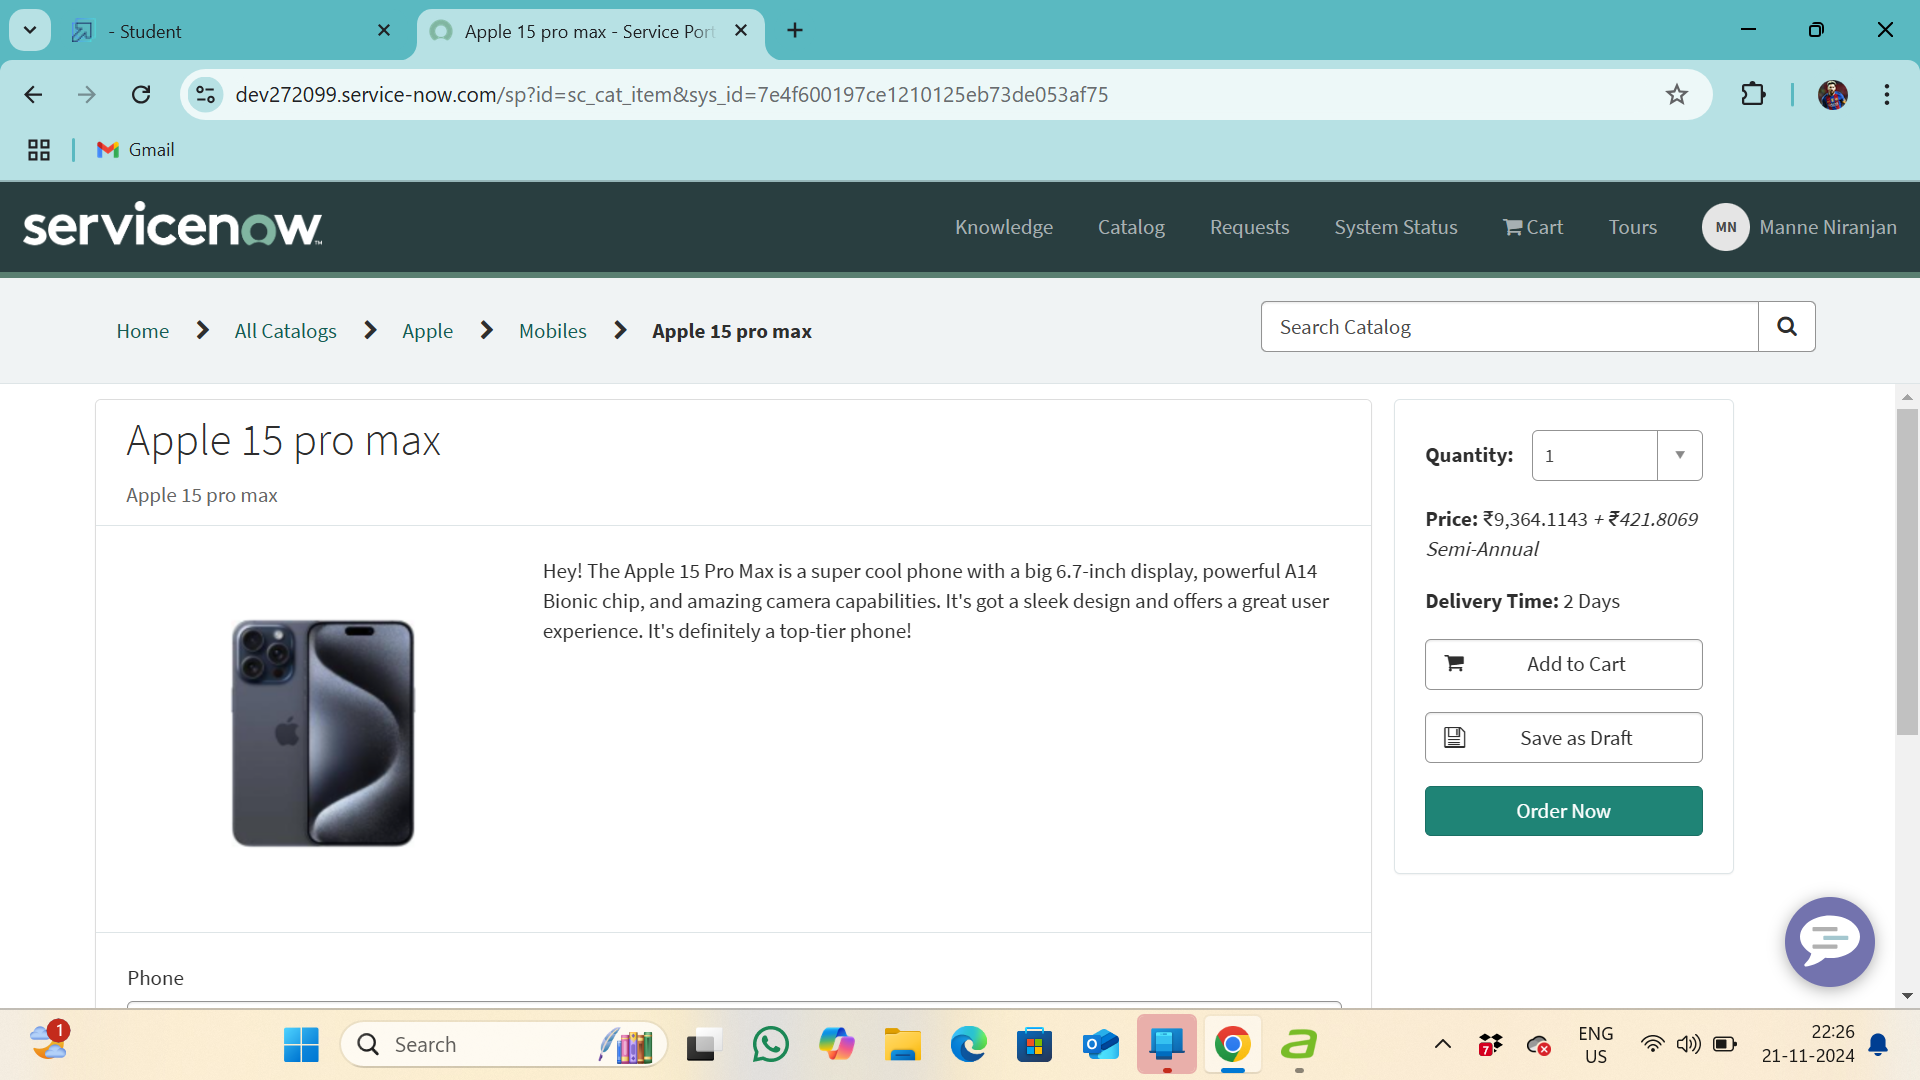 - Student
Apple 15 pro max - Service Port
dev272099.service-now.com/sp?id=sc_cat_item&sys_id=7e4f600197ce1210125eb73de053af75
Gmail
servicenow
Knowledge Catalog Requests System Status Cart Tours MN Manne Niranjan
Home All Catalogs Apple Mobiles Apple 15 pro max
Search Catalog
Apple 15 pro max
Apple 15 pro max
Hey! The Apple 15 Pro Max is a super cool phone with a big 6.7-inch display, powerful A14
Bionic chip, and amazing camera capabilities. It's got a sleek design and offers a great user
experience. It's definitely a top-tier phone!
Phone
Quantity: 1
Price: ₹9,364.1143 + ₹421.8069
Semi-Annual
Delivery Time: 2 Days
Add to Cart
Save as Draft
Order Now
1
Search
7
ENG
US
22:26
21-11-2024